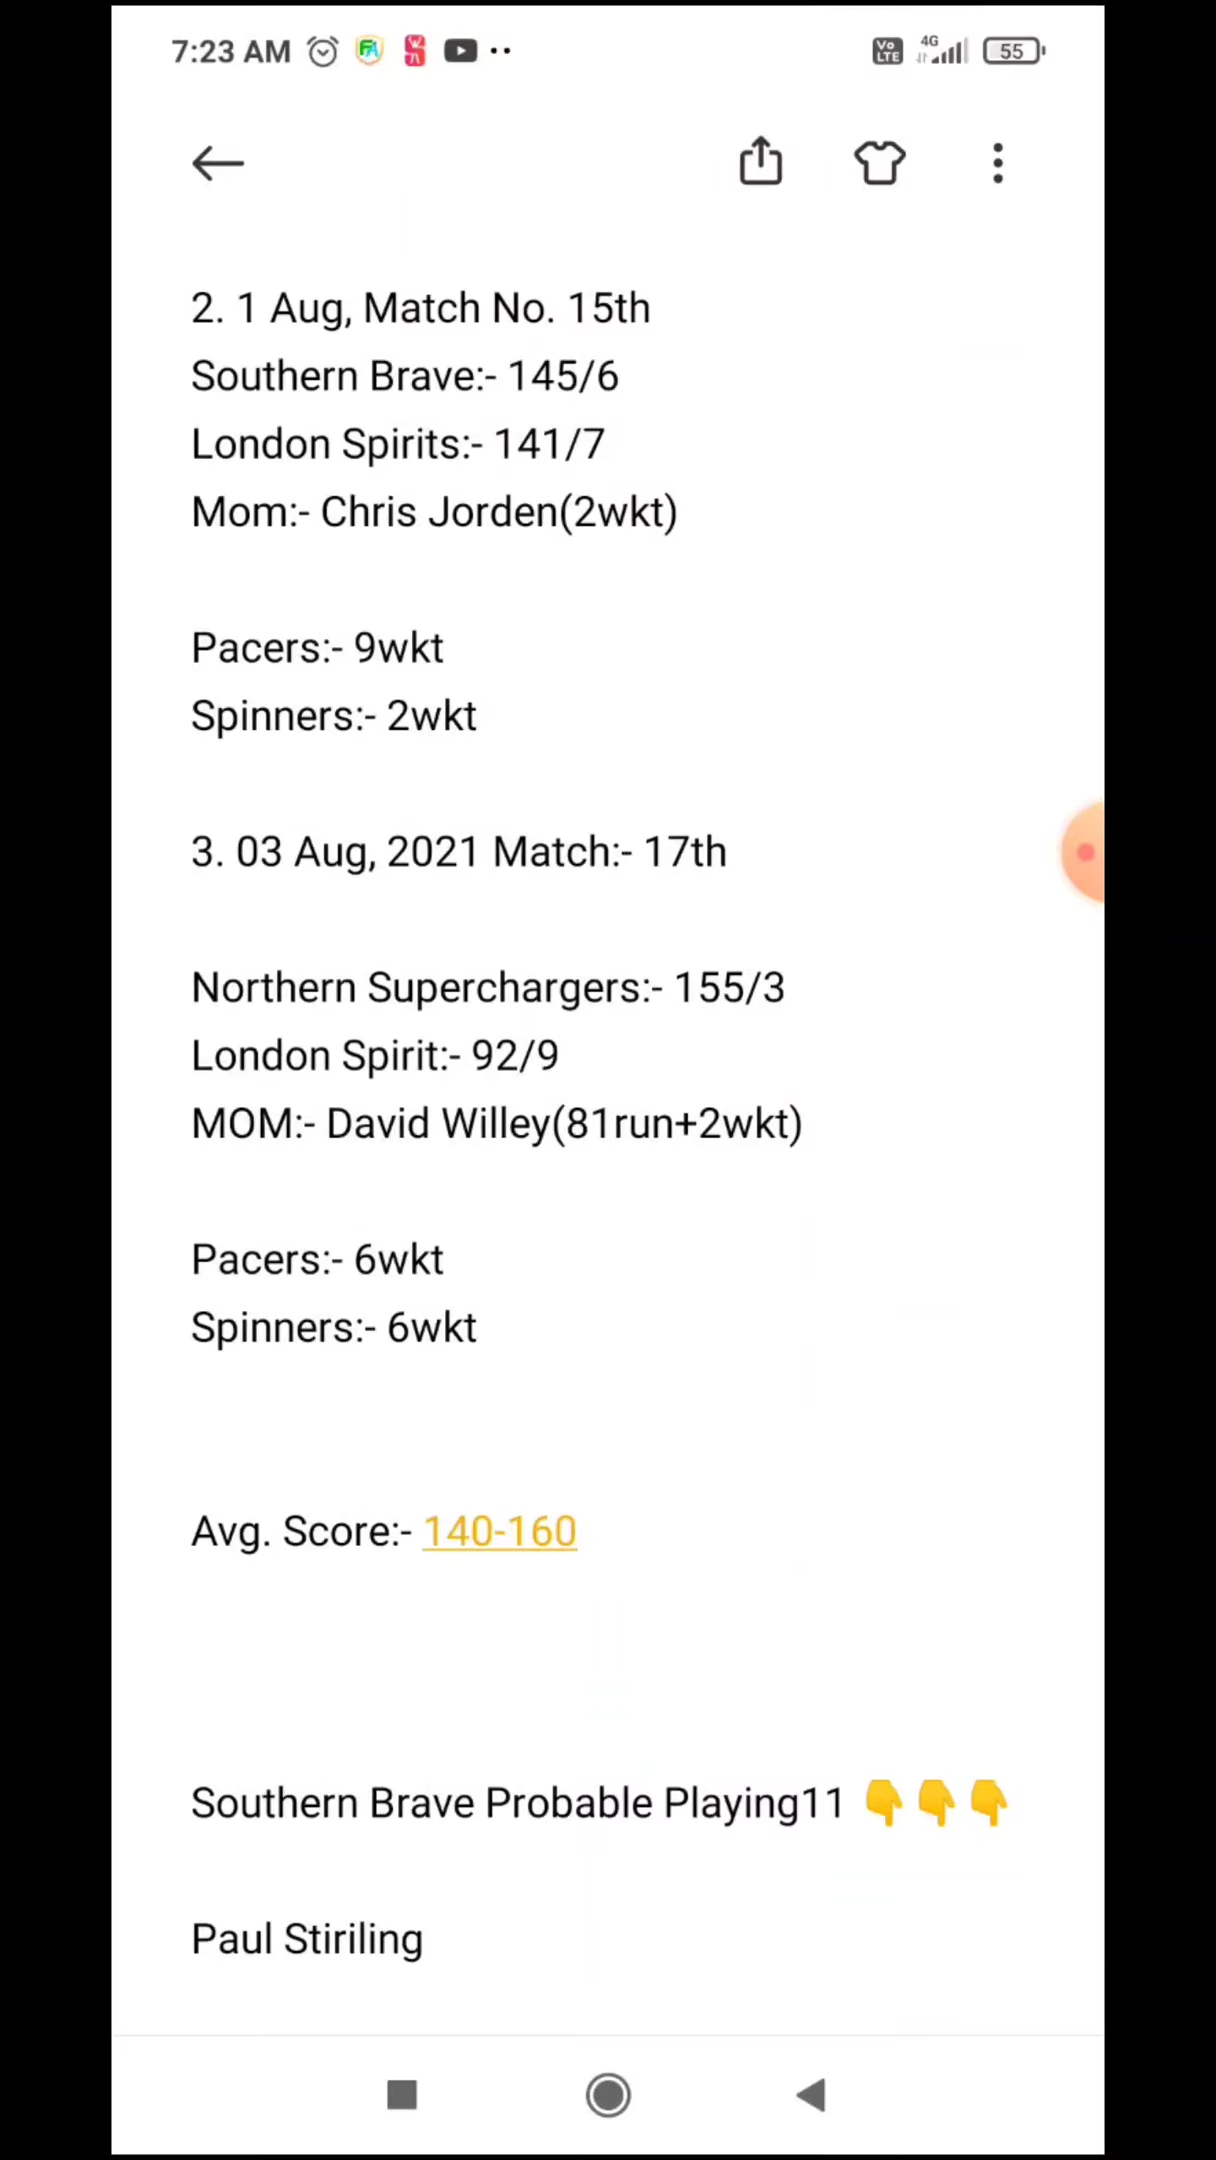 7:23 AM
Vo LTE 4G 55
2. 1 Aug, Match No. 15th
Southern Brave:- 145/6
London Spirits:- 141/7
Mom:- Chris Jorden(2wkt)
Pacers:- 9wkt
Spinners:- 2wkt
3. 03 Aug, 2021 Match:- 17th
Northern Superchargers:- 155/3
London Spirit:- 92/9
MOM:- David Willey(81run+2wkt)
Pacers:- 6wkt
Spinners:- 6wkt
Avg. Score:- 140-160
Southern Brave Probable Playing11 👇👇👇
Paul Stiriling